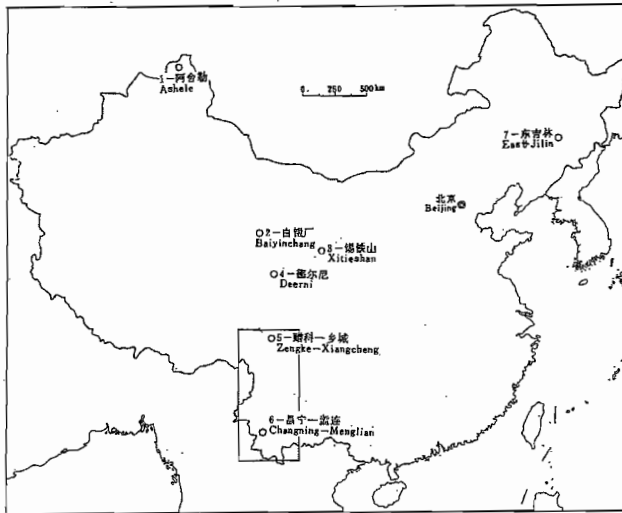 1-阿舍勒
Ashele
0 250 500km
7-东吉林
East-Jilin
北京
Beijing
2-白银厂
Baiyinchang
3-锡铁山
Xitieshan
4-德尔尼
Deerni
5-赠科-乡城
Zengke-Xiangcheng
6-昌宁-孟连
Changning-Menglian